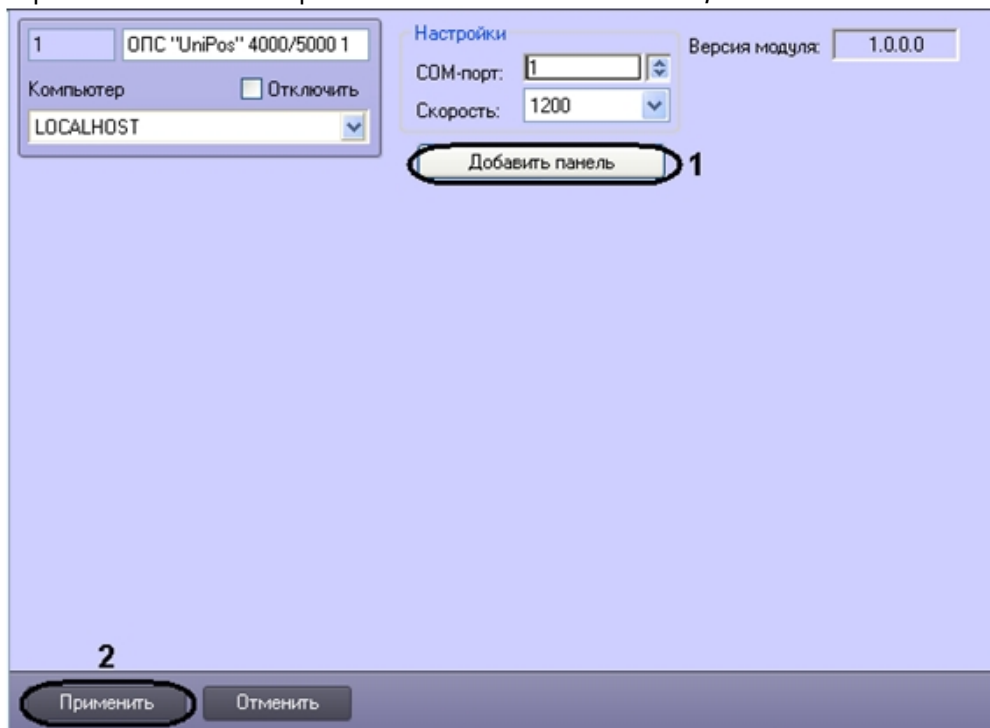 1
ОПС "UniPos" 4000/5000 1
Компьютер
Отключить
LOCALHOST
Настройки
COM-порт:
1
Скорость:
1200
Версия модуля:
1.0.0.0
Добавить панель
1
2
Применить
Отменить